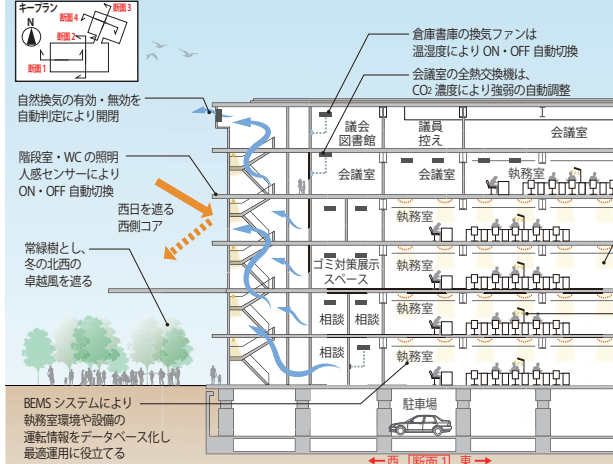 キープラン
N
断面3
断面4
断面2
断面1
倉庫書庫の換気ファンは
温湿度によりON・OFF自動切換
会議室の全熱交換機は、
CO2濃度により強弱の自動調整
自然換気の有効・無効を
自動判定により開閉
階段室・WCの照明
人感センサーにより
ON・OFF自動切換
西日を遮る
西側コア
常緑樹とし、
冬の北西の
卓越風を遮る
議会
図書館
議員
控え
会議室
会議室
会議室
執務室
執務室
ゴミ対策展示
スペース
執務室
相談
相談
執務室
相談
執務室
駐車場
BEMSシステムにより
執務室環境や設備の
運転情報をデータベース化し
最適運用に役立てる
西 断面1 東